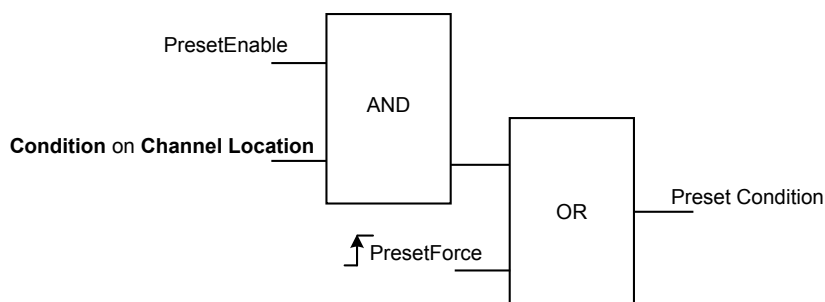 PresetEnable
AND
Condition on Channel Location
OR
Preset Condition
PresetForce